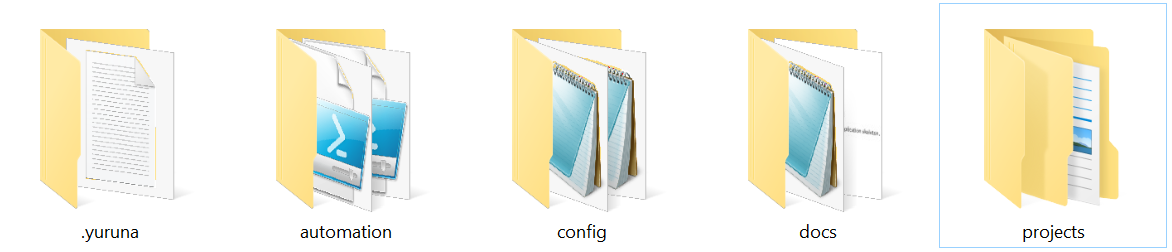 .yuruna
automation
config
docs
projects